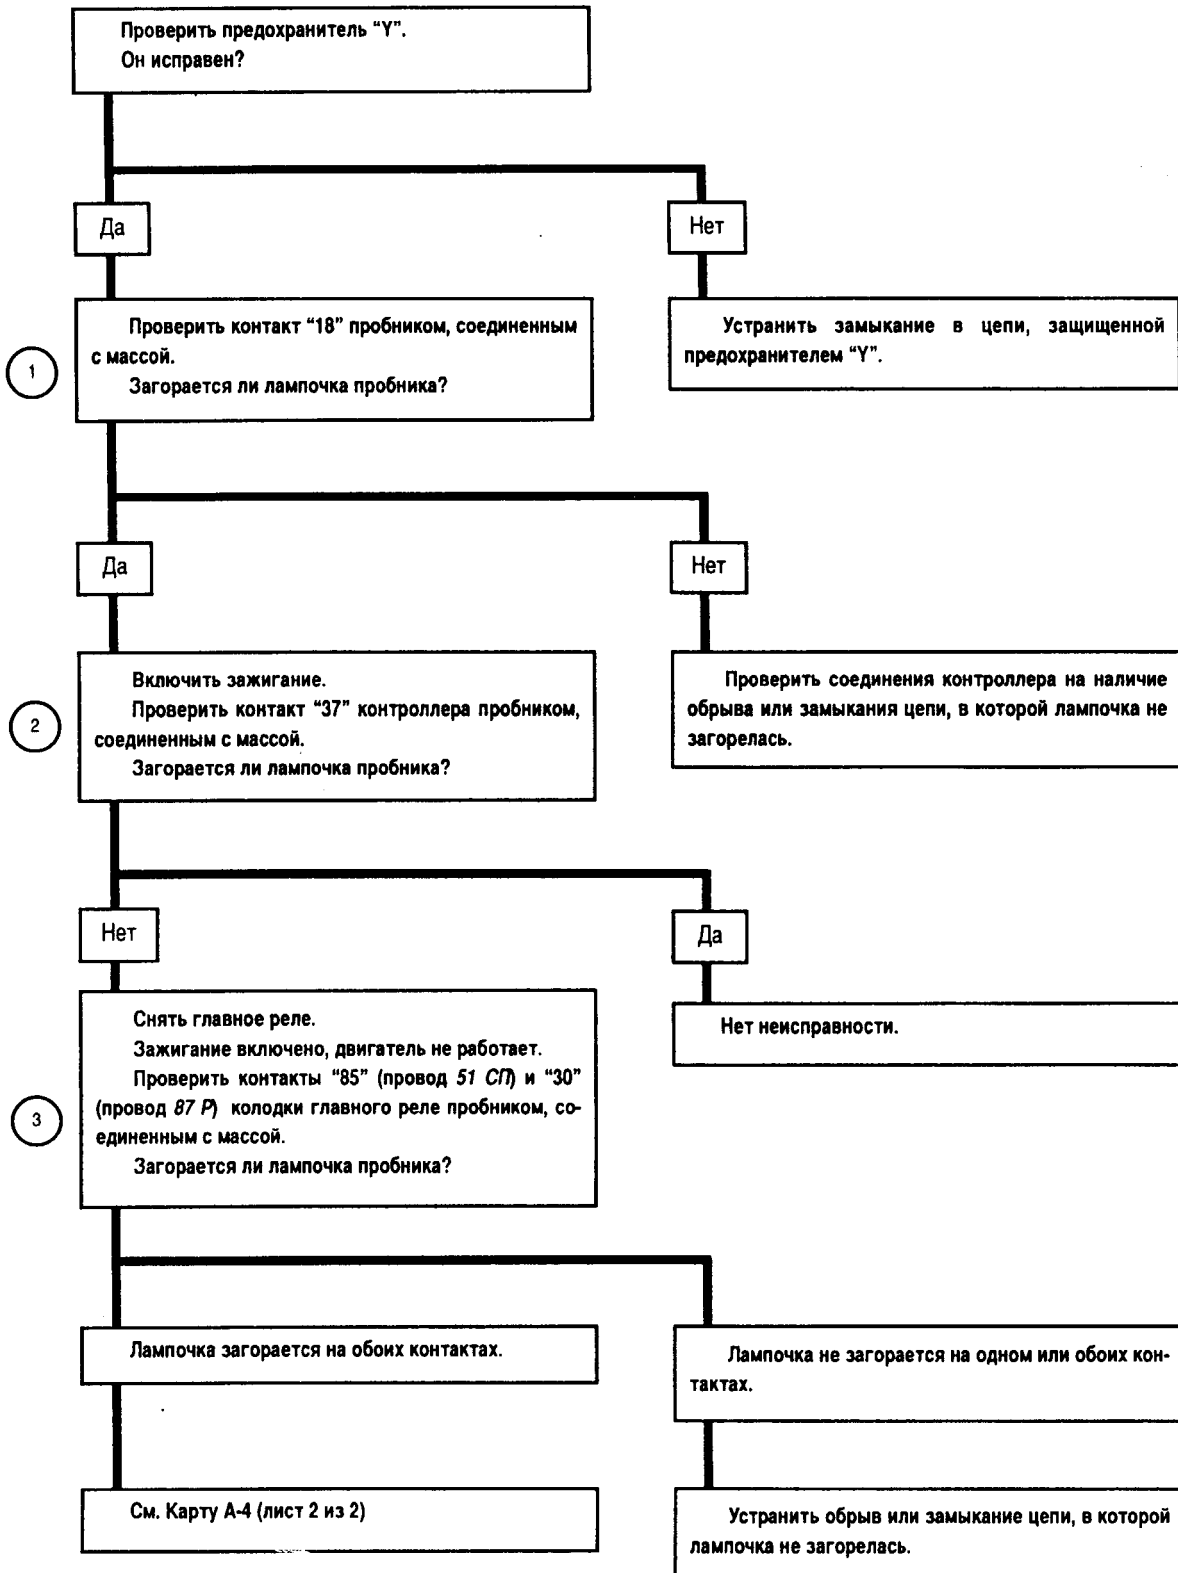 Проверить предохранитель “Y”.
Он исправен?
Да
Нет
1
Проверить контакт “18” пробником, соединенным
с массой.
Загорается ли лампочка пробника?
Устранить замыкание в цепи, защищенной
предохранителем “Y”.
Да
Нет
2
Включить зажигание.
Проверить контакт “37” контроллера пробником,
соединенным с массой.
Загорается ли лампочка пробника?
Проверить соединения контроллера на наличие
обрыва или замыкания цепи, в которой лампочка не
загорелась.
Нет
Да
3
Снять главное реле.
Зажигание включено, двигатель не работает.
Проверить контакты “85” (провод 51 СП) и “30”
(провод 87 Р) колодки главного реле пробником, со-
единенным с массой.
Загорается ли лампочка пробника?
Нет неисправности.
Лампочка загорается на обоих контактах.
Лампочка не загорается на одном или обоих кон-
тактах.
См. Карту А-4 (лист 2 из 2)
Устранить обрыв или замыкание цепи, в которой
лампочка не загорелась.